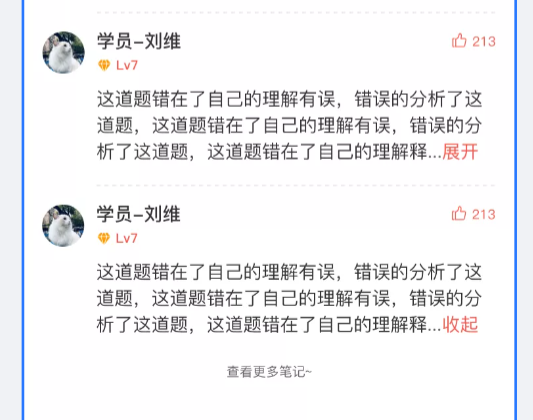 学员-刘维
213
Lv7
这道题错在了自己的理解有误，错误的分析了这
道题，这道题错在了自己的理解有误，错误的分
析了这道题，这道题错在了自己的理解释...展开
学员-刘维
213
Lv7
这道题错在了自己的理解有误，错误的分析了这
道题，这道题错在了自己的理解有误，错误的分
析了这道题，这道题错在了自己的理解释...收起
查看更多笔记~